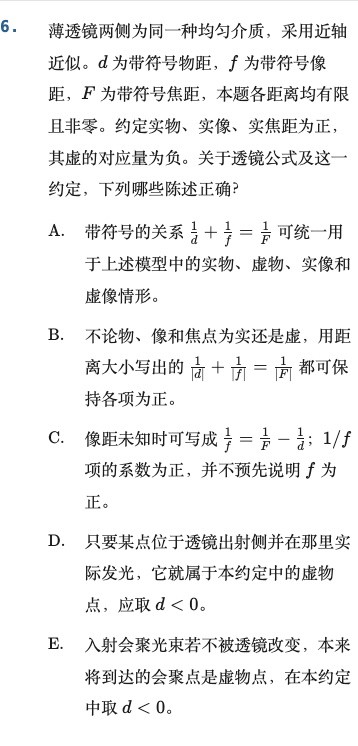 6. 薄透镜两侧为同一种均匀介质，采用近轴
近似。d 为带符号物距，f 为带符号像
距，F 为带符号焦距，本题各距离均有限
且非零。约定实物、实像、实焦距为正，
其虚的对应量为负。关于透镜公式及这一
约定，下列哪些陈述正确?
A. 带符号的关系 1/d + 1/f = 1/F 可统一用
于上述模型中的实物、虚物、实像和
虚像情形。
B. 不论物、像和焦点为实还是虚，用距
离大小写出的 1/|d| + 1/|f| = 1/|F| 都可保
持各项为正。
C. 像距未知时可写成 1/f = 1/F − 1/d；1/f
项的系数为正，并不预先说明 f 为
正。
D. 只要某点位于透镜出射侧并在那里实
际发光，它就属于本约定中的虚物
点，应取 d < 0。
E. 入射会聚光束若不被透镜改变，本来
将到达的会聚点是虚物点，在本约定
中取 d < 0。